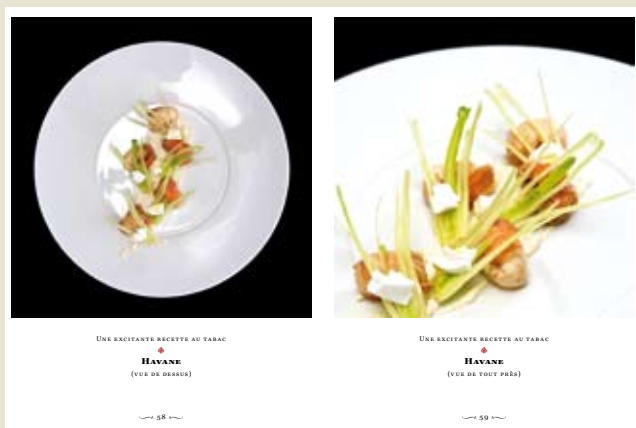 Une excitante recette au tabac
Havane
(vue de dessus)
58
Une excitante recette au tabac
Havane
(vue de tout près)
59